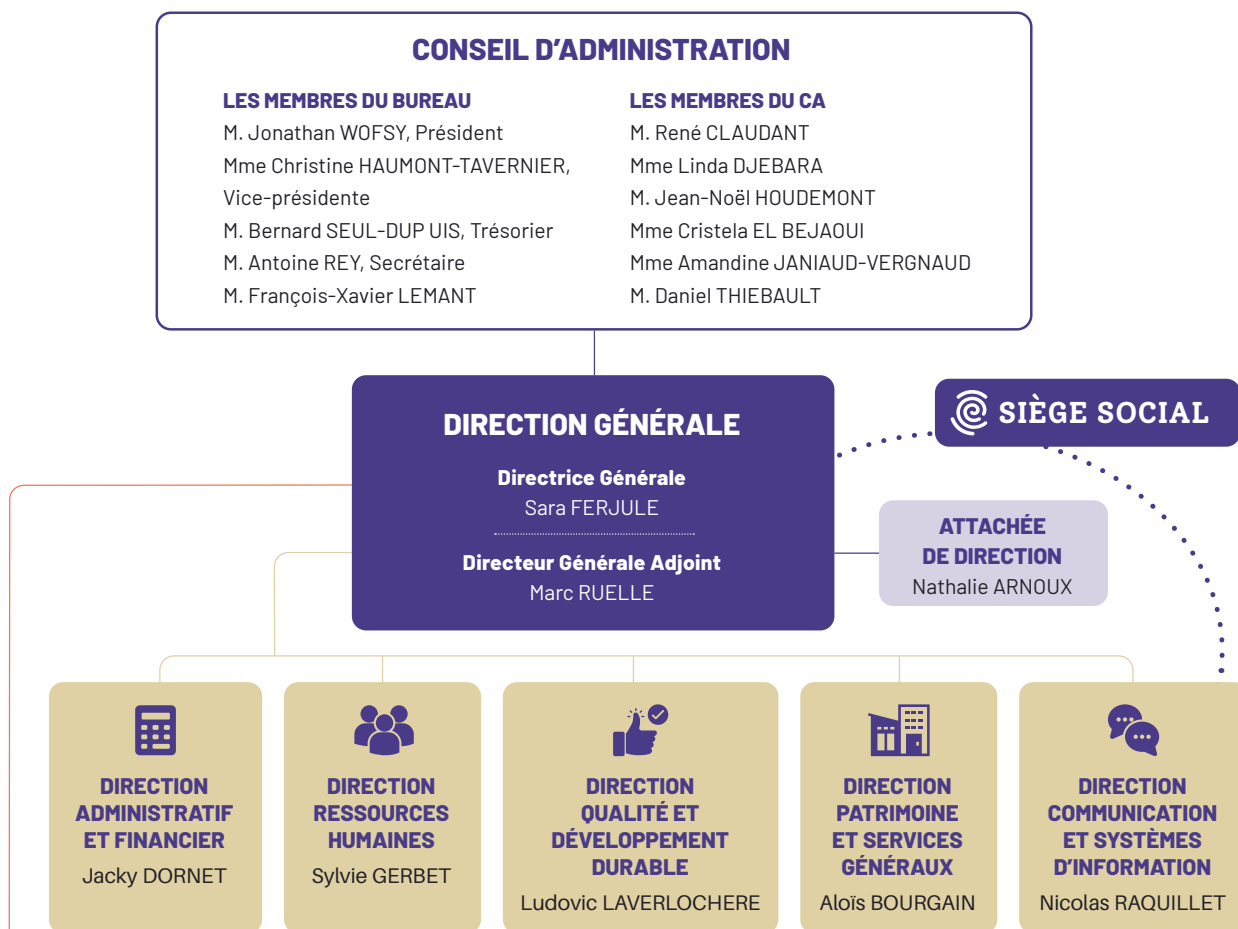 CONSEIL D'ADMINISTRATION
LES MEMBRES DU BUREAU
M. Jonathan WOFSY, Président
Mme Christine HAUMONT-TAVERNIER,
Vice-présidente
M. Bernard SEUL-DUP UIS, Trésorier
M. Antoine REY, Secrétaire
M. François-Xavier LEMANT
LES MEMBRES DU CA
M. René CLAUDANT
Mme Linda DJEBARA
M. Jean-Noël HOUDEMONT
Mme Cristela EL BEJAOUI
Mme Amandine JANIAUD-VERGNAUD
M. Daniel THIEBAULT
DIRECTION GÉNÉRALE
Directrice Générale
Sara FERJULE
Directeur Générale Adjoint
Marc RUELLE
SIÈGE SOCIAL
ATTACHÉE
DE DIRECTION
Nathalie ARNOUX
DIRECTION
ADMINISTRATIF
ET FINANCIER
Jacky DORNET
DIRECTION
RESSOURCES
HUMAINES
Sylvie GERBET
DIRECTION
QUALITÉ ET
DÉVELOPPEMENT
DURABLE
Ludovic LAVERLOCHERE
DIRECTION
PATRIMOINE
ET SERVICES
GÉNÉRAUX
Aloïs BOURGAIN
DIRECTION
COMMUNICATION
ET SYSTÈMES
D'INFORMATION
Nicolas RAQUILLET